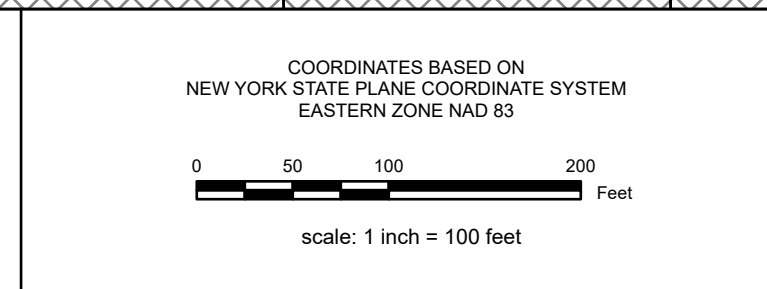 COORDINATES BASED ON
NEW YORK STATE PLANE COORDINATE SYSTEM
EASTERN ZONE NAD 83
0 50 100 200
Feet
scale: 1 inch = 100 feet